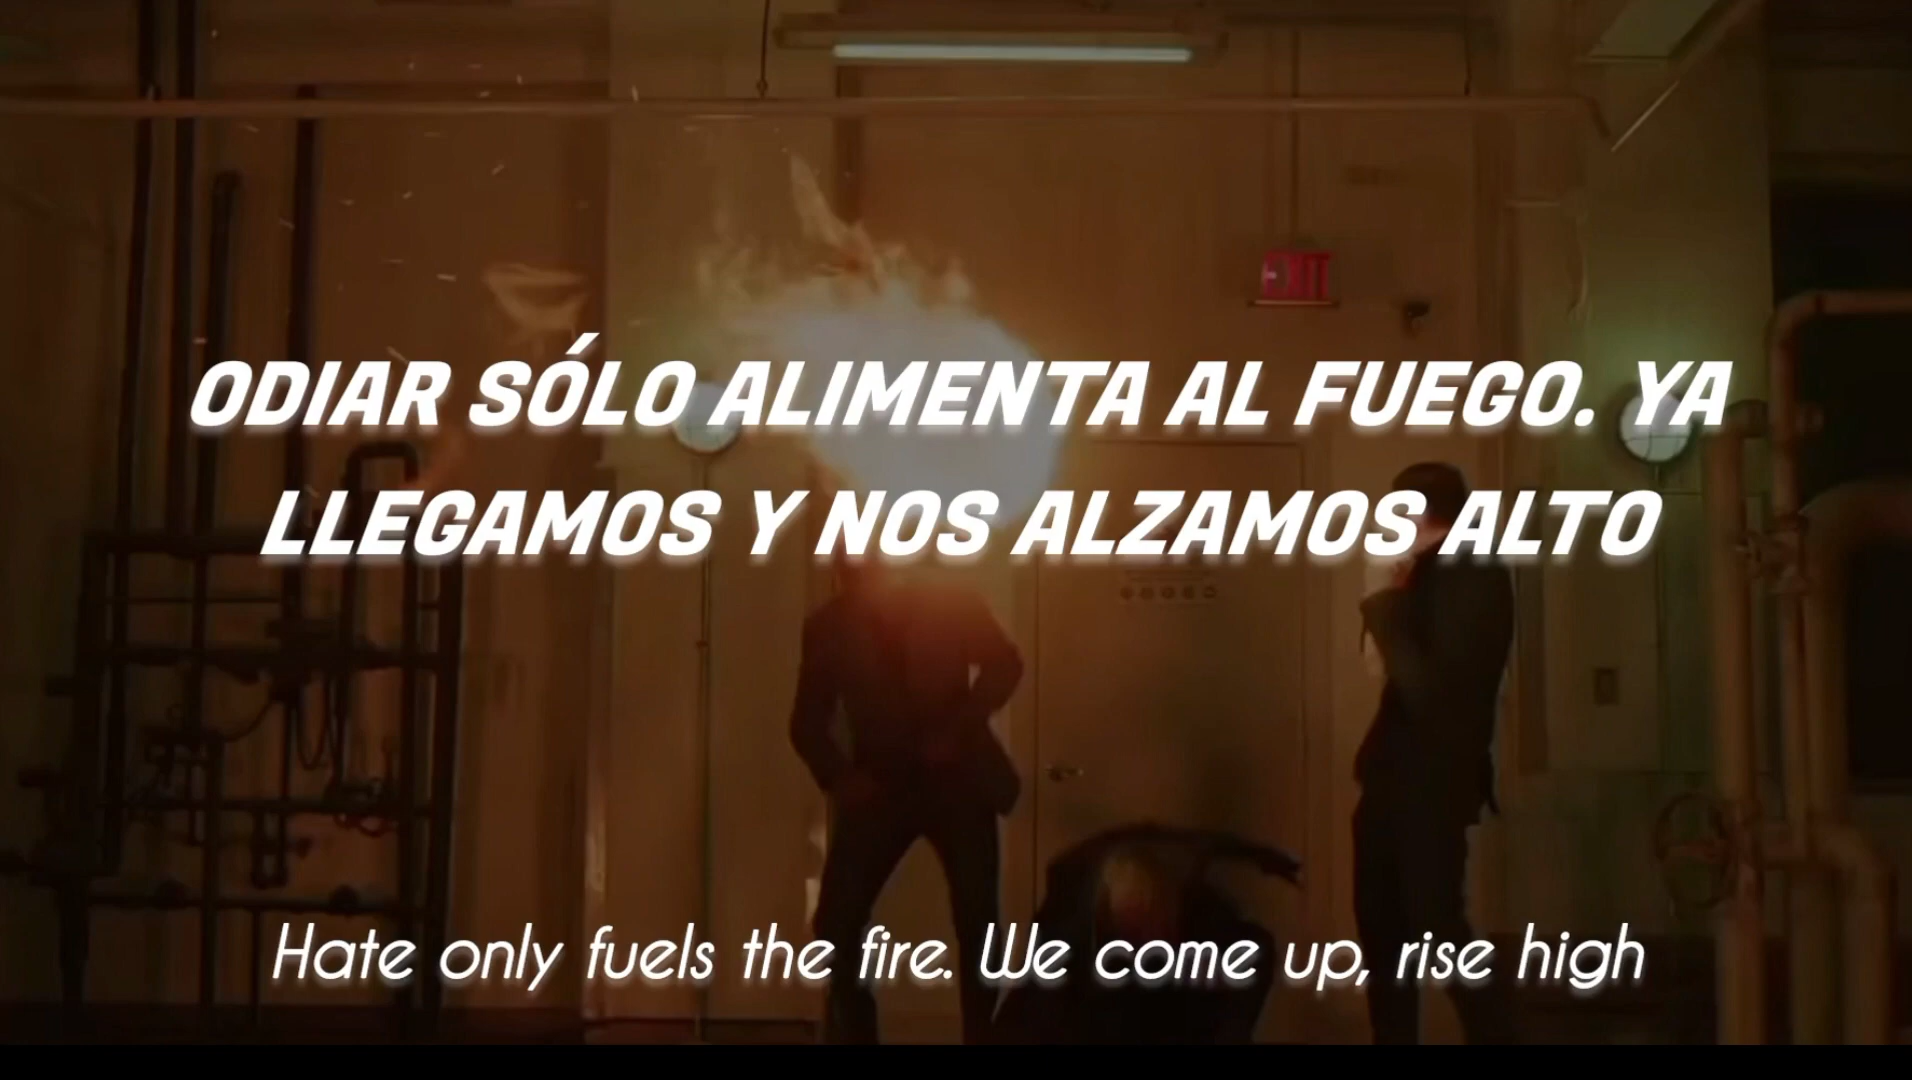 EXIT
ODIAR SÓLO ALIMENTA AL FUEGO. YA
LLEGAMOS Y NOS ALZAMOS ALTO
Hate only fuels the fire. We come up, rise high